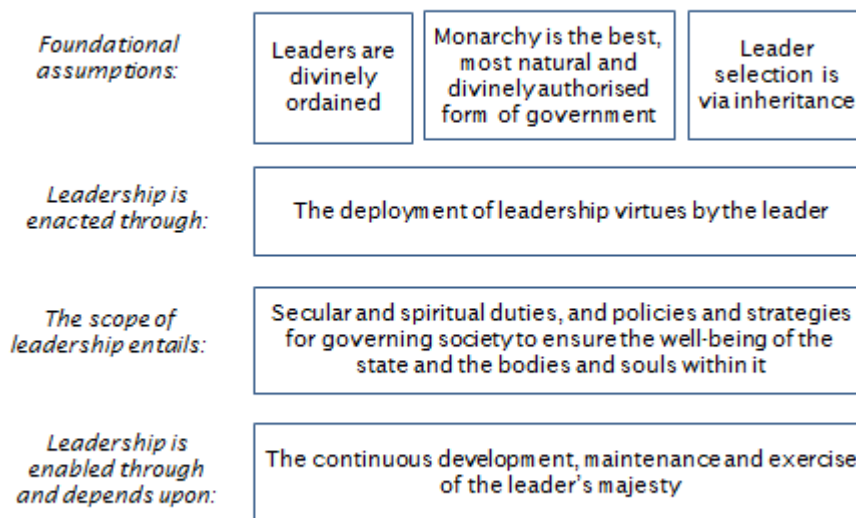 Foundational
assumptions:
Leaders are
divinely
ordained
Monarchy is the best,
most natural and
divinely authorised
form of government
Leader
selection is
via inheritance
Leadership is
enacted through:
The deployment of leadership virtues by the leader
The scope of
leadership entails:
Secular and spiritual duties, and policies and strategies
for governing society to ensure the well-being of the
state and the bodies and souls within it
Leadership is
enabled through
and depends upon:
The continuous development, maintenance and exercise
of the leader's majesty